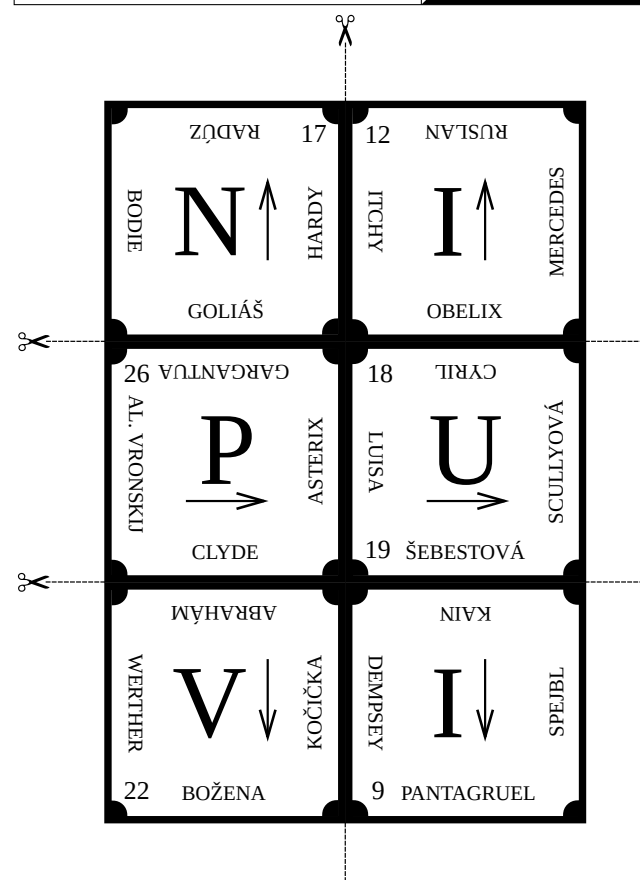 RADÚZ 17
BODIE N HARDY
GOLIÁŠ
12 RUSLAN
ITCHY I MERCEDES
OBELIX
26 GARGANTUA
AL. VRONSKIJ P ASTERIX
CLYDE
18 CYRIL
LUISA U SCULLYOVÁ
19 ŠEBESTOVÁ
ABRAHÁM
WERTHER V KOČIČKA
22 BOŽENA
KAIN
DEMPSEY I SPEJBL
9 PANTAGRUEL